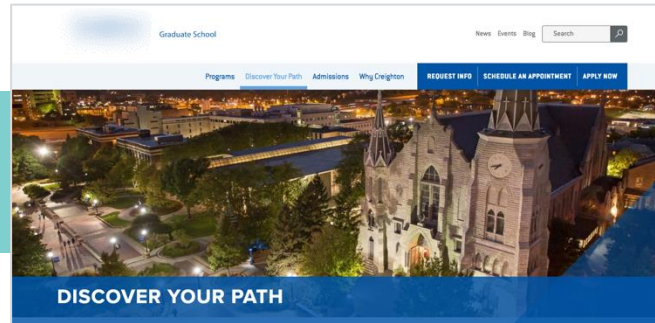 Graduate School
News Events Blog Search
Programs Discover Your Path Admissions Why Creighton REQUEST INFO SCHEDULE AN APPOINTMENT APPLY NOW
DISCOVER YOUR PATH